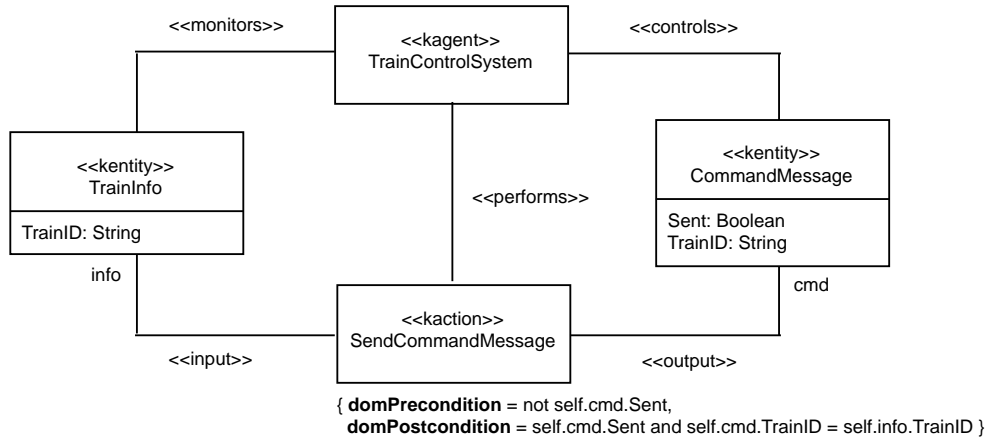 <<monitors>>
<<kagent>>
TrainControlSystem
<<controls>>
<<kentity>>
TrainInfo
TrainID: String
info
<<performs>>
<<kentity>>
CommandMessage
Sent: Boolean
TrainID: String
cmd
<<kaction>>
SendCommandMessage
<<input>>
<<output>>
{ domPrecondition = not self.cmd.Sent,
domPostcondition = self.cmd.Sent and self.cmd.TrainID = self.info.TrainID }